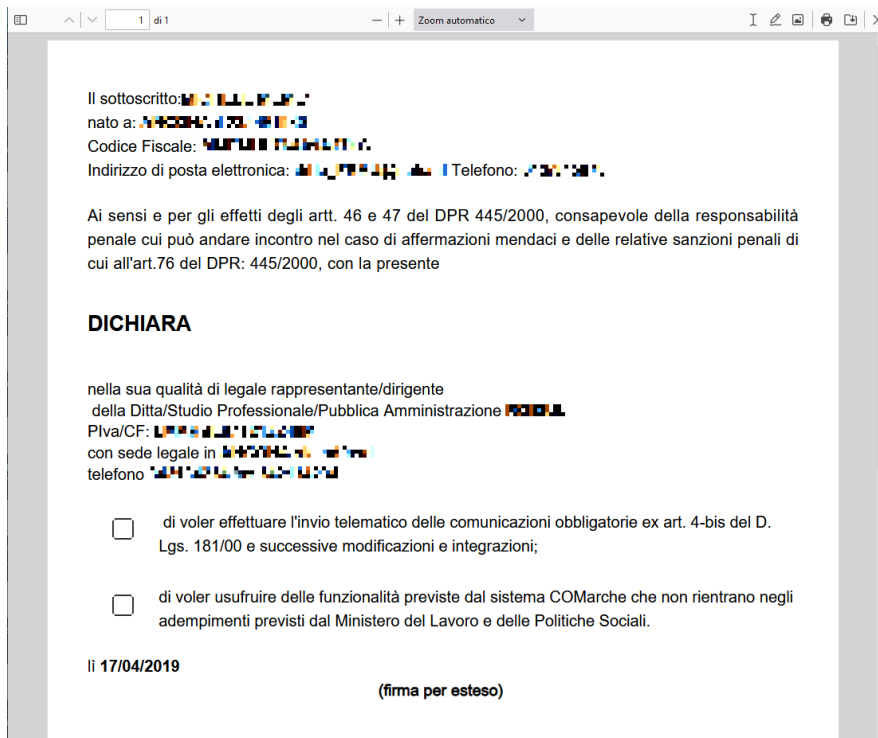 1 di 1 Zoom automatico
Il sottoscritto:
nato a:
Codice Fiscale:
Indirizzo di posta elettronica: Telefono:
Ai sensi e per gli effetti degli artt. 46 e 47 del DPR 445/2000, consapevole della responsabilità
penale cui può andare incontro nel caso di affermazioni mendaci e delle relative sanzioni penali di
cui all'art.76 del DPR: 445/2000, con la presente
DICHIARA
nella sua qualità di legale rappresentante/dirigente
della Ditta/Studio Professionale/Pubblica Amministrazione
PIva/CF:
con sede legale in
telefono
di voler effettuare l'invio telematico delle comunicazioni obbligatorie ex art. 4-bis del D.
Lgs. 181/00 e successive modificazioni e integrazioni;
di voler usufruire delle funzionalità previste dal sistema COMarche che non rientrano negli
adempimenti previsti dal Ministero del Lavoro e delle Politiche Sociali.
lì 17/04/2019
(firma per esteso)